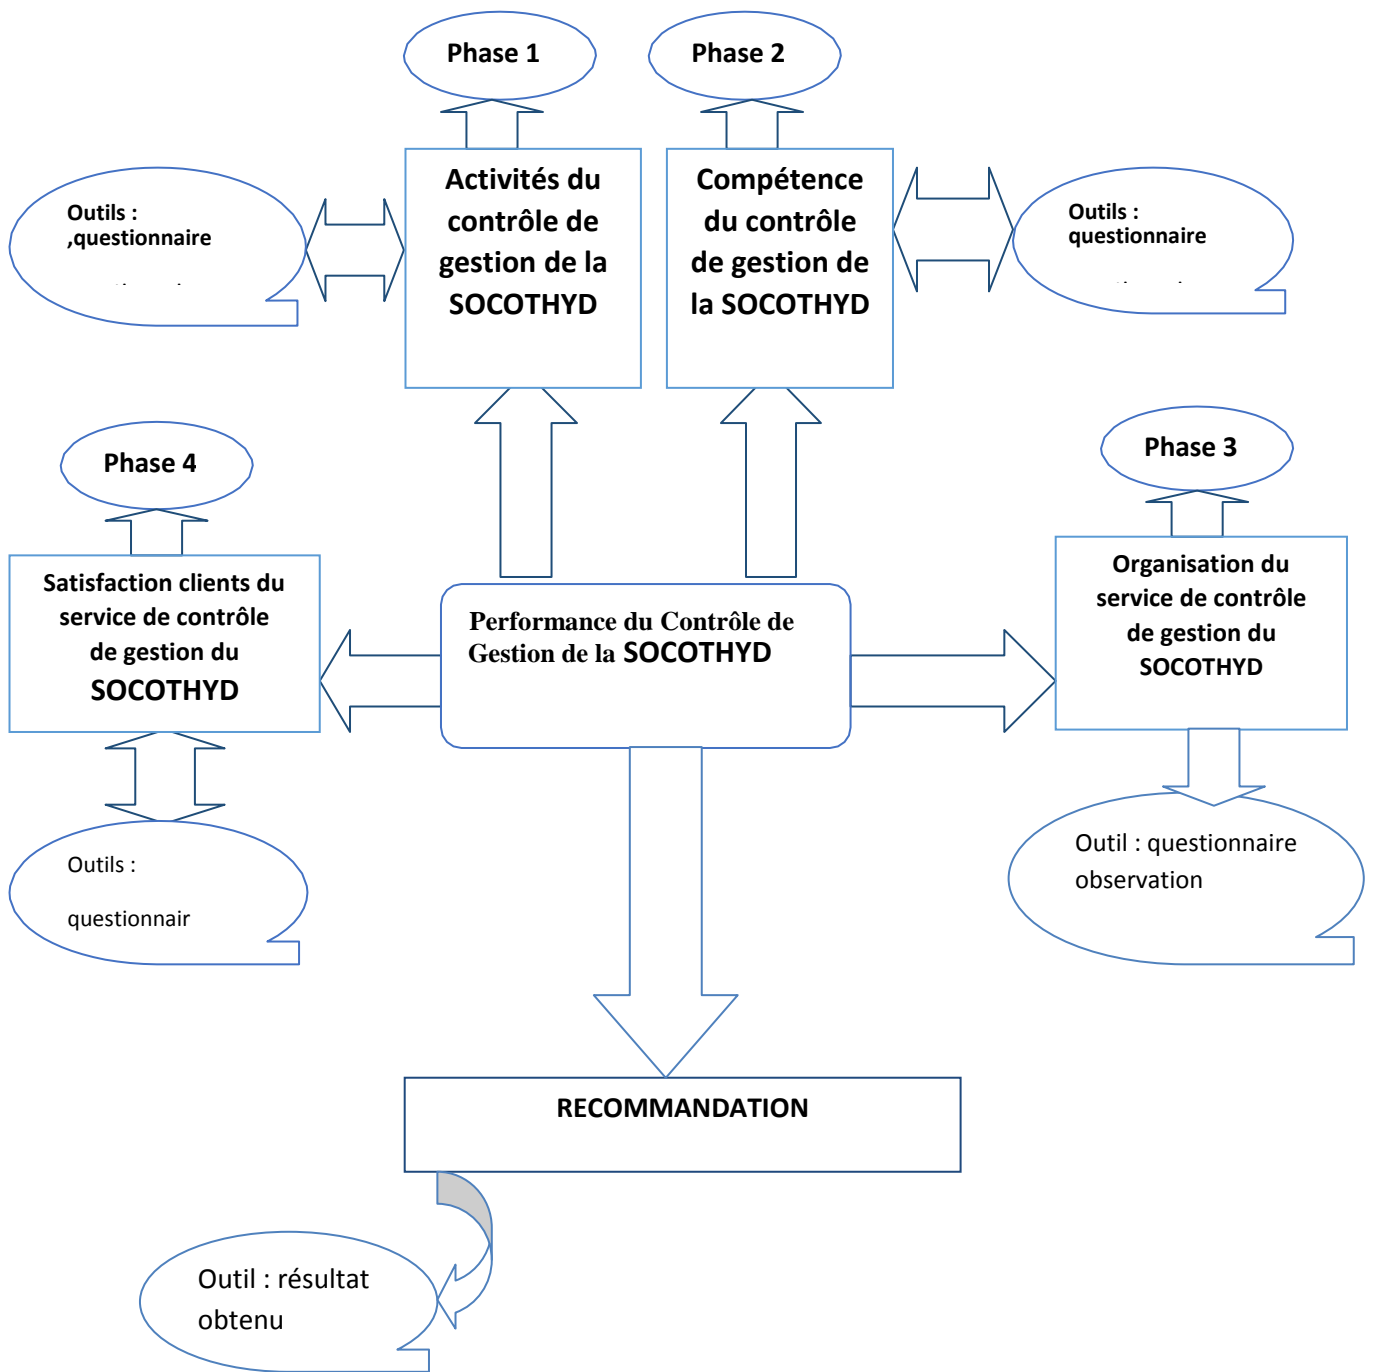 Phase 1
Phase 2
Activités du
contrôle de
gestion de la
SOCOTHYD
Compétence
du contrôle
de gestion de
la SOCOTHYD
Outils :
,questionnaire
Outils :
questionnaire
Phase 4
Phase 3
Satisfaction clients du
service de contrôle
de gestion du
SOCOTHYD
Performance du Contrôle de
Gestion de la SOCOTHYD
Organisation du
service de contrôle
de gestion du
SOCOTHYD
Outils :
questionnair
Outil : questionnaire
observation
RECOMMANDATION
Outil : résultat
obtenu